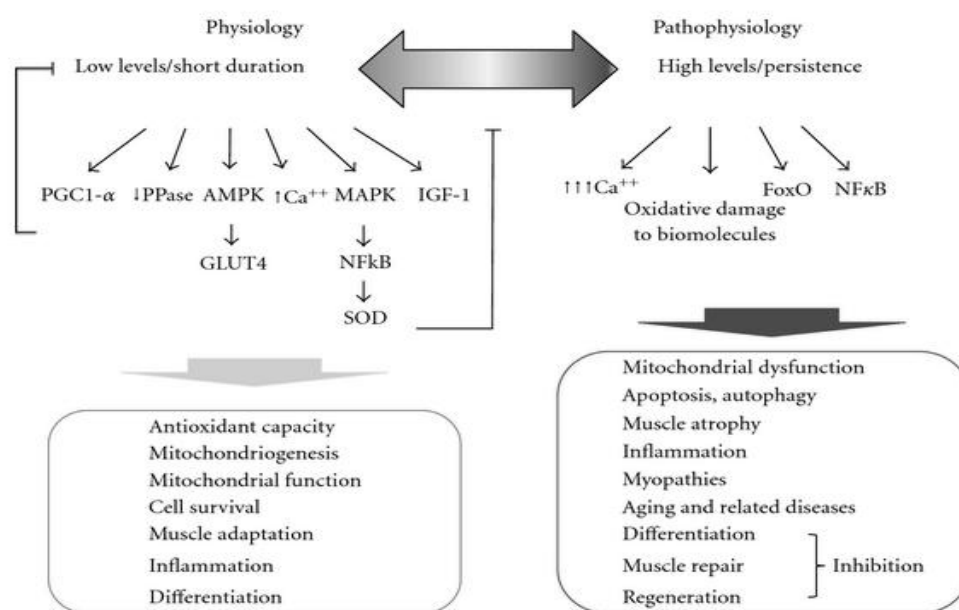 Physiology
Low levels/short duration
Pathophysiology
High levels/persistence
PGC1-α ↓PPase AMPK ↑Ca⁺⁺ MAPK IGF-1
GLUT4
NFkB
SOD
↑↑↑Ca⁺⁺
Oxidative damage
to biomolecules
FoxO
NFκB
Antioxidant capacity
Mitochondriogenesis
Mitochondrial function
Cell survival
Muscle adaptation
Inflammation
Differentiation
Mitochondrial dysfunction
Apoptosis, autophagy
Muscle atrophy
Inflammation
Myopathies
Aging and related diseases
Differentiation
Muscle repair
Regeneration
Inhibition